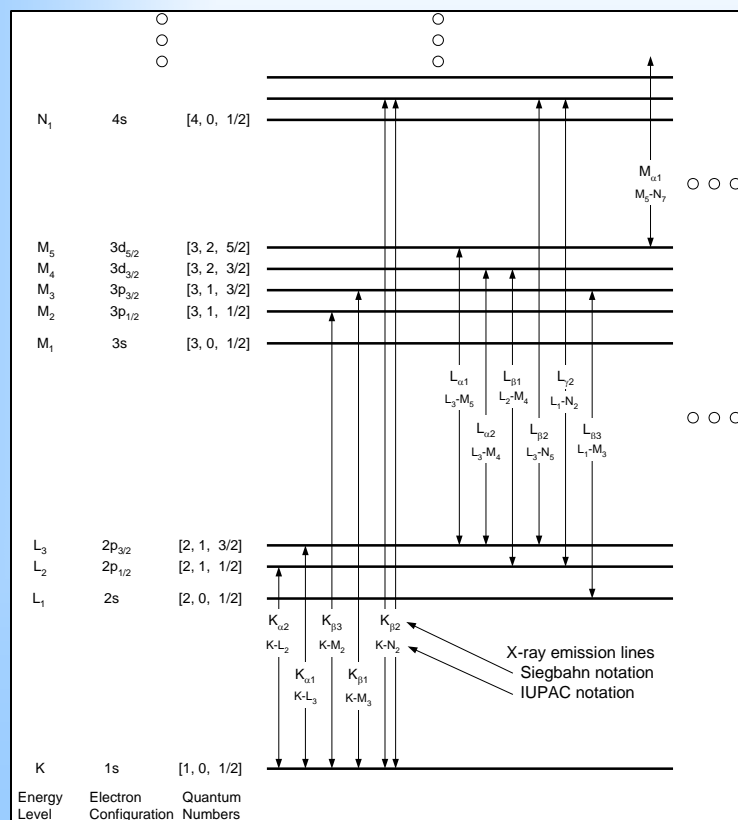 N₁ 4s [4, 0, 1/2]
Mα1
M₅-N₇
M₅ 3d₅/₂ [3, 2, 5/2]
M₄ 3d₃/₂ [3, 2, 3/2]
M₃ 3p₃/₂ [3, 1, 3/2]
M₂ 3p₁/₂ [3, 1, 1/2]
M₁ 3s [3, 0, 1/2]
Lα1 Lβ1 Lγ2
L₃-M₅ L₂-M₄ L₁-N₂
Lα2 Lβ2 Lβ3
L₃-M₄ L₃-N₅ L₁-M₃
L₃ 2p₃/₂ [2, 1, 3/2]
L₂ 2p₁/₂ [2, 1, 1/2]
L₁ 2s [2, 0, 1/2]
Kα2 Kβ3 Kβ2
K-L₂ K-M₂ K-N₂
Kα1 Kβ1
K-L₃ K-M₃
X-ray emission lines
Siegbahn notation
IUPAC notation
K 1s [1, 0, 1/2]
Energy Electron Quantum
Level Configuration Numbers